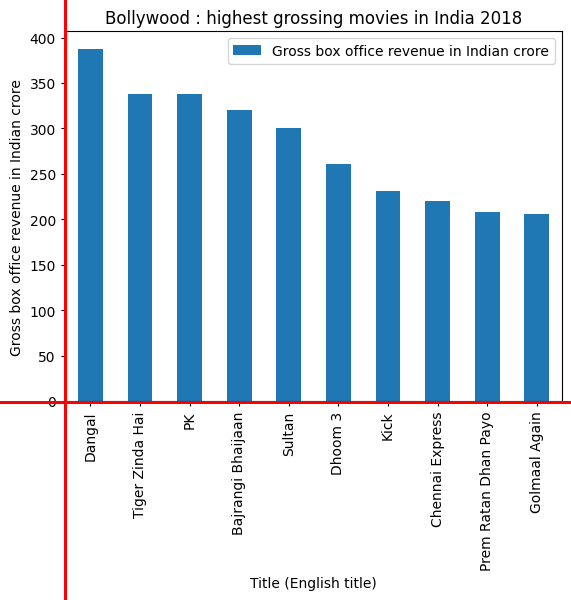 Bollywood : highest grossing movies in India 2018
Gross box office revenue in Indian crore
Gross box office revenue in Indian crore
400
350
300
250
200
150
100
50
0
Dangal
Tiger Zinda Hai
PK
Bajrangi Bhaijaan
Sultan
Dhoom 3
Kick
Chennai Express
Prem Ratan Dhan Payo
Golmaal Again
Title (English title)